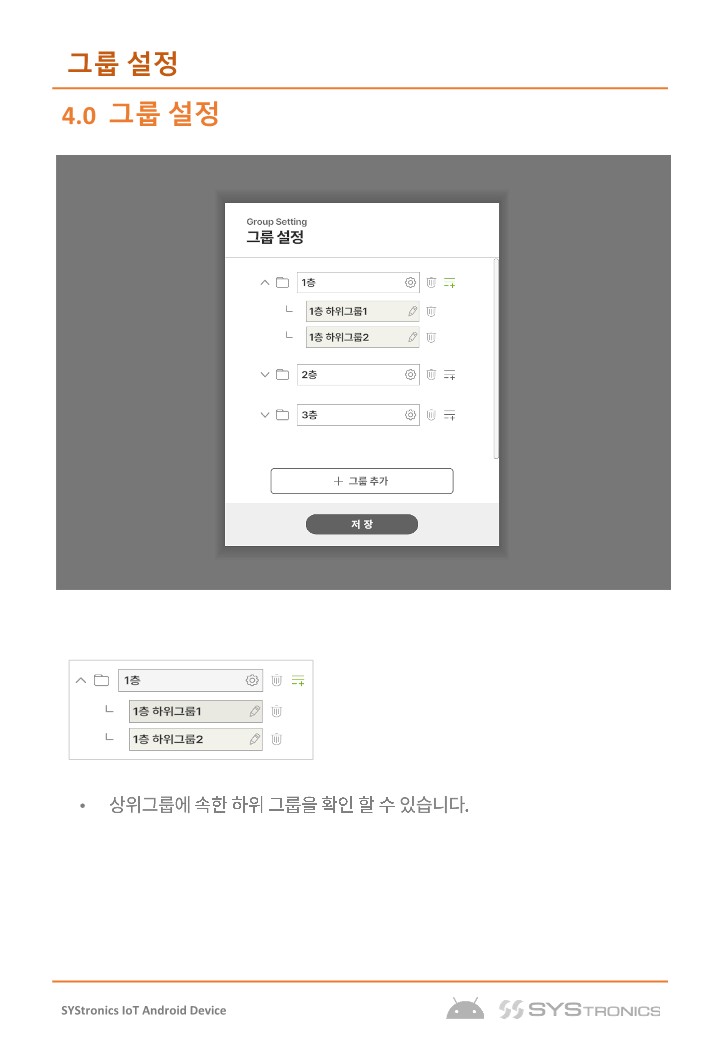 그룹 설정
4.0 그룹 설정
Group Setting
그룹 설정
1층
1층 하위그룹1
1층 하위그룹2
2층
3층
+ 그룹 추가
저 장
1층
1층 하위그룹1
1층 하위그룹2
• 상위그룹에 속한 하위 그룹을 확인 할 수 있습니다.
SYStronics IoT Android Device
SYSTRONICS